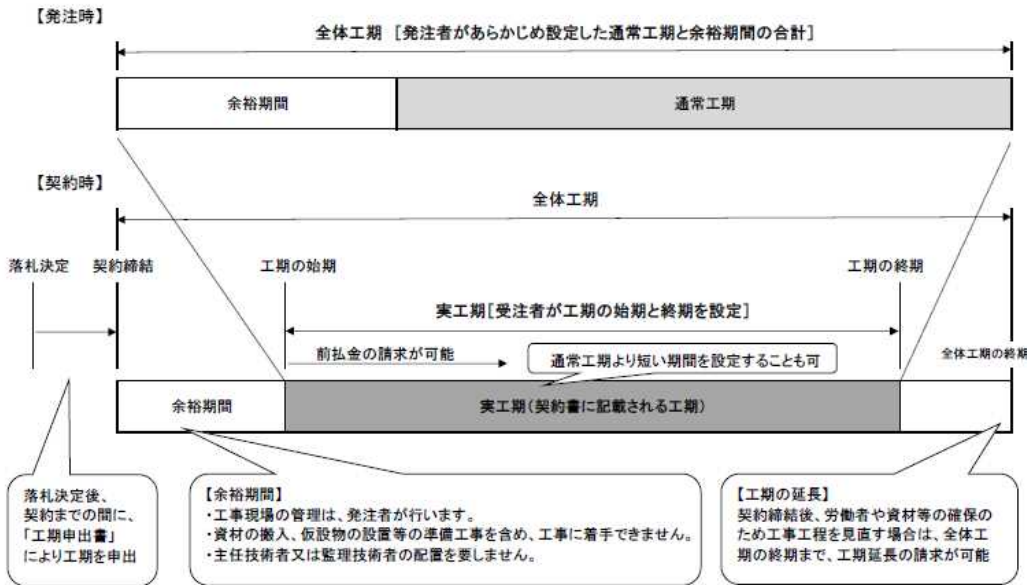 【発注時】
全体工期 [発注者があらかじめ設定した通常工期と余裕期間の合計]
余裕期間
通常工期
【契約時】
全体工期
落札決定
契約締結
工期の始期
工期の終期
実工期[受注者が工期の始期と終期を設定]
前払金の請求が可能
通常工期より短い期間を設定することも可
全体工期の終期
余裕期間
実工期(契約書に記載される工期)
落札決定後、
契約までの間に、
「工期申出書」
により工期を申出
【余裕期間】
・工事現場の管理は、発注者が行います。
・資材の搬入、仮設物の設置等の準備工事を含め、工事に着手できません。
・主任技術者又は監理技術者の配置を要しません。
【工期の延長】
契約締結後、労働者や資材等の確保の
ため工事工程を見直す場合は、全体工
期の終期まで、工期延長の請求が可能